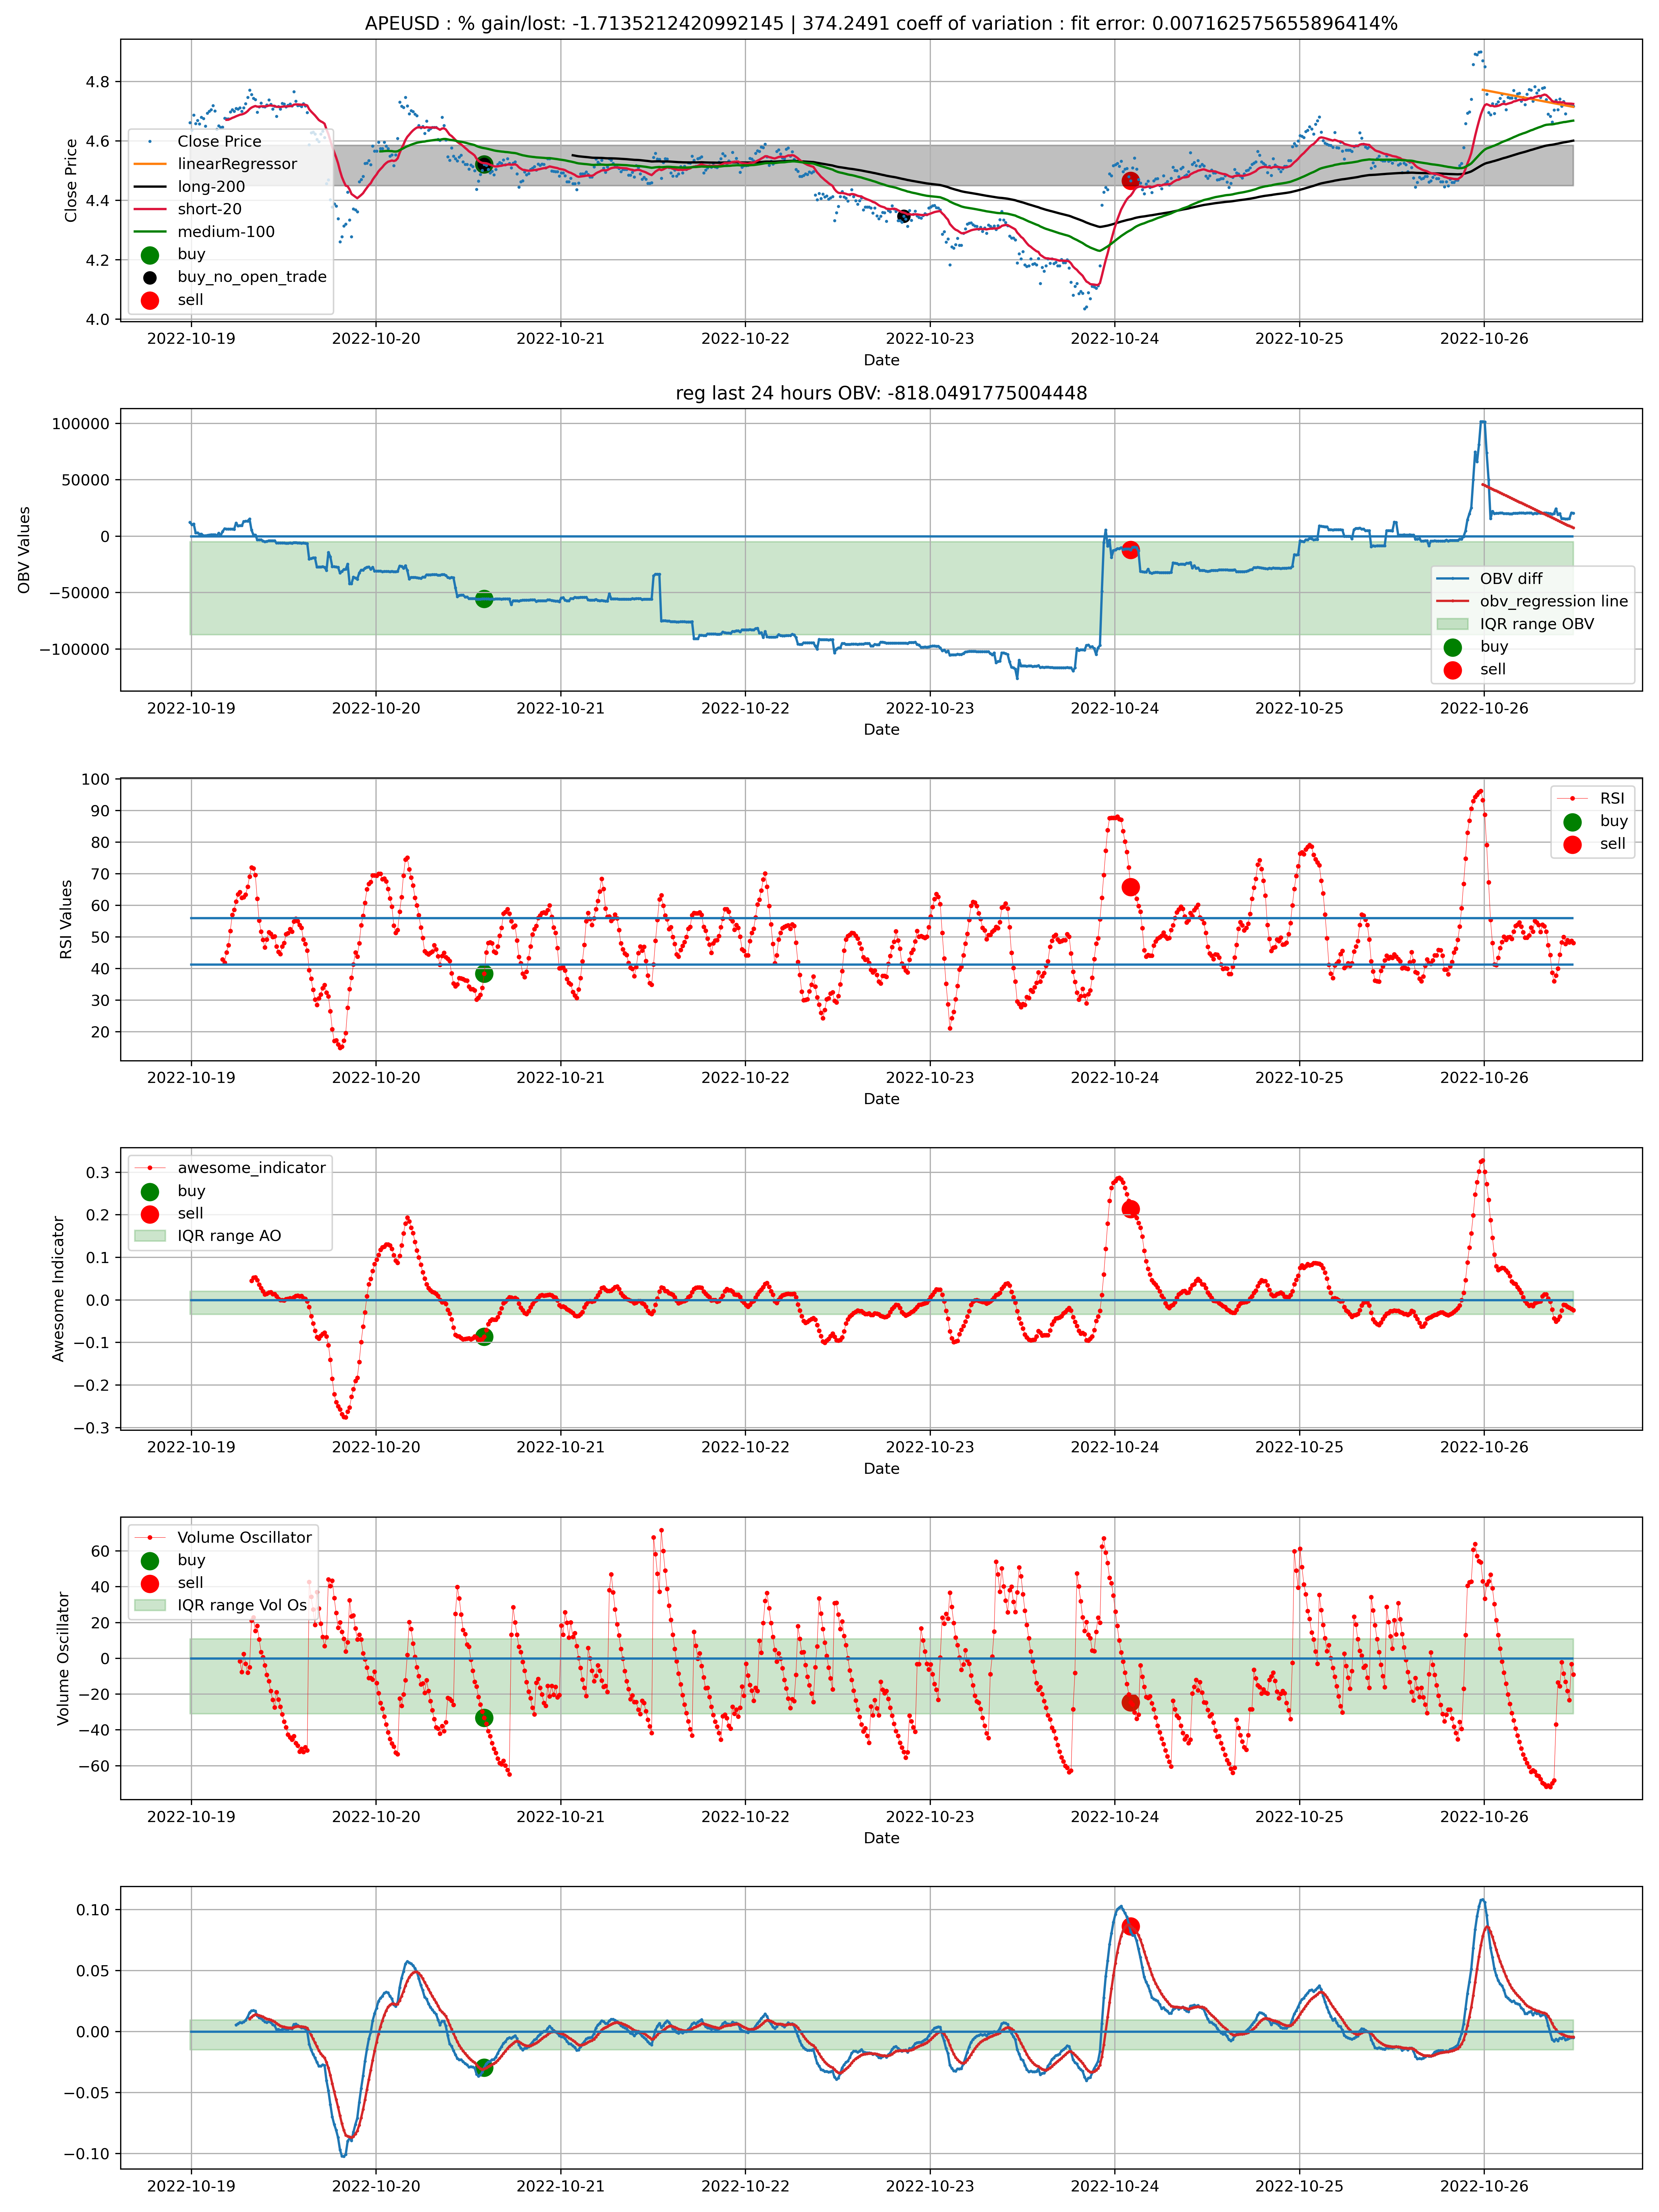 APEUSD : % gain/lost: -1.7135212420992145 | 374.2491 coeff of variation : fit error: 0.007162575655896414%
Close Price
4.8
4.6
4.4
4.2
4.0
Close Price
linearRegressor
long-200
short-20
medium-100
buy
buy_no_open_trade
sell
2022-10-19 2022-10-20 2022-10-21 2022-10-22 2022-10-23 2022-10-24 2022-10-25 2022-10-26
Date
reg last 24 hours OBV: -818.0491775004448
OBV Values
100000
50000
0
−50000
−100000
OBV diff
obv_regression line
IQR range OBV
buy
sell
2022-10-19 2022-10-20 2022-10-21 2022-10-22 2022-10-23 2022-10-24 2022-10-25 2022-10-26
Date
RSI Values
100
90
80
70
60
50
40
30
20
RSI
buy
sell
2022-10-19 2022-10-20 2022-10-21 2022-10-22 2022-10-23 2022-10-24 2022-10-25 2022-10-26
Date
Awesome Indicator
0.3
0.2
0.1
0.0
−0.1
−0.2
−0.3
awesome_indicator
buy
sell
IQR range AO
2022-10-19 2022-10-20 2022-10-21 2022-10-22 2022-10-23 2022-10-24 2022-10-25 2022-10-26
Date
Volume Oscillator
60
40
20
0
−20
−40
−60
Volume Oscillator
buy
sell
IQR range Vol Os
2022-10-19 2022-10-20 2022-10-21 2022-10-22 2022-10-23 2022-10-24 2022-10-25 2022-10-26
Date
0.10
0.05
0.00
−0.05
−0.10
2022-10-19 2022-10-20 2022-10-21 2022-10-22 2022-10-23 2022-10-24 2022-10-25 2022-10-26